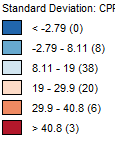 Standard Deviation: CPF
< -2.79 (0)
-2.79 - 8.11 (8)
8.11 - 19 (38)
19 - 29.9 (20)
29.9 - 40.8 (6)
> 40.8 (3)